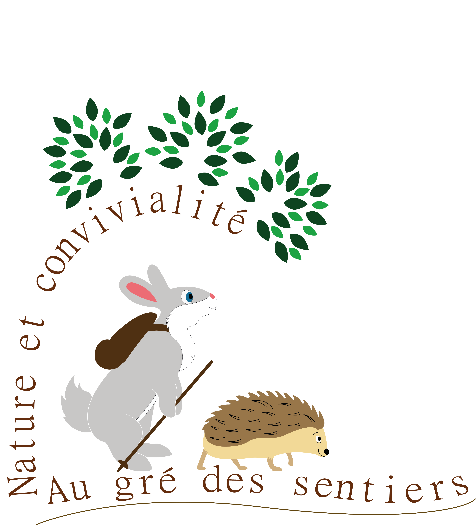 Nature et convivialité
Au gré des sentiers